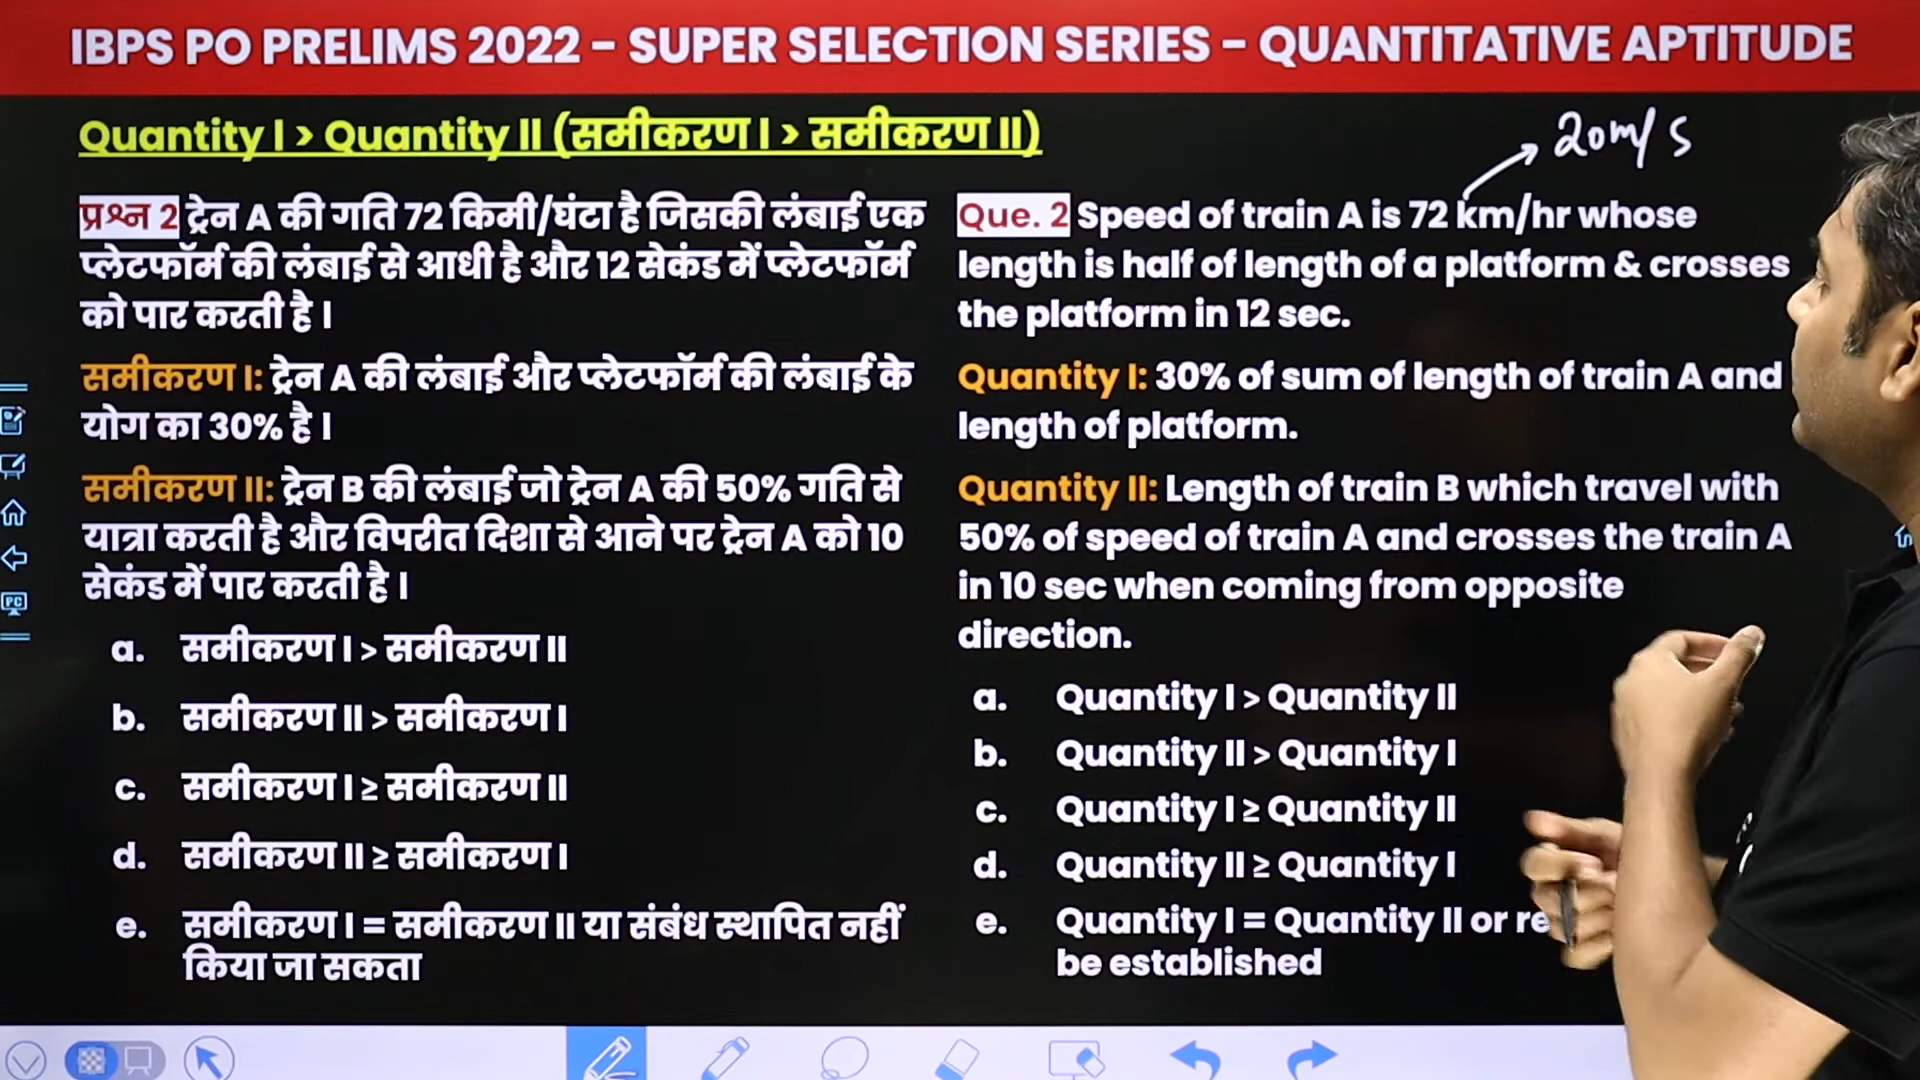 IBPS PO PRELIMS 2022 - SUPER SELECTION SERIES - QUANTITATIVE APTITUDE
Quantity I > Quantity II (समीकरण I > समीकरण II)
20m/s
प्रश्न 2 ट्रेन A की गति 72 किमी/घंटा है जिसकी लंबाई एक
प्लेटफॉर्म की लंबाई से आधी है और 12 सेकंड में प्लेटफॉर्म
को पार करती है ।
समीकरण I: ट्रेन A की लंबाई और प्लेटफॉर्म की लंबाई के
योग का 30% है ।
समीकरण II: ट्रेन B की लंबाई जो ट्रेन A की 50% गति से
यात्रा करती है और विपरीत दिशा से आने पर ट्रेन A को 10
सेकंड में पार करती है ।
a. समीकरण I > समीकरण II
b. समीकरण II > समीकरण I
c. समीकरण I ≥ समीकरण II
d. समीकरण II ≥ समीकरण I
e. समीकरण I = समीकरण II या संबंध स्थापित नहीं
किया जा सकता
Que. 2 Speed of train A is 72 km/hr whose
length is half of length of a platform & crosses
the platform in 12 sec.
Quantity I: 30% of sum of length of train A and
length of platform.
Quantity II: Length of train B which travel with
50% of speed of train A and crosses the train A
in 10 sec when coming from opposite
direction.
a. Quantity I > Quantity II
b. Quantity II > Quantity I
c. Quantity I ≥ Quantity II
d. Quantity II ≥ Quantity I
e. Quantity I = Quantity II or re
be established
PC